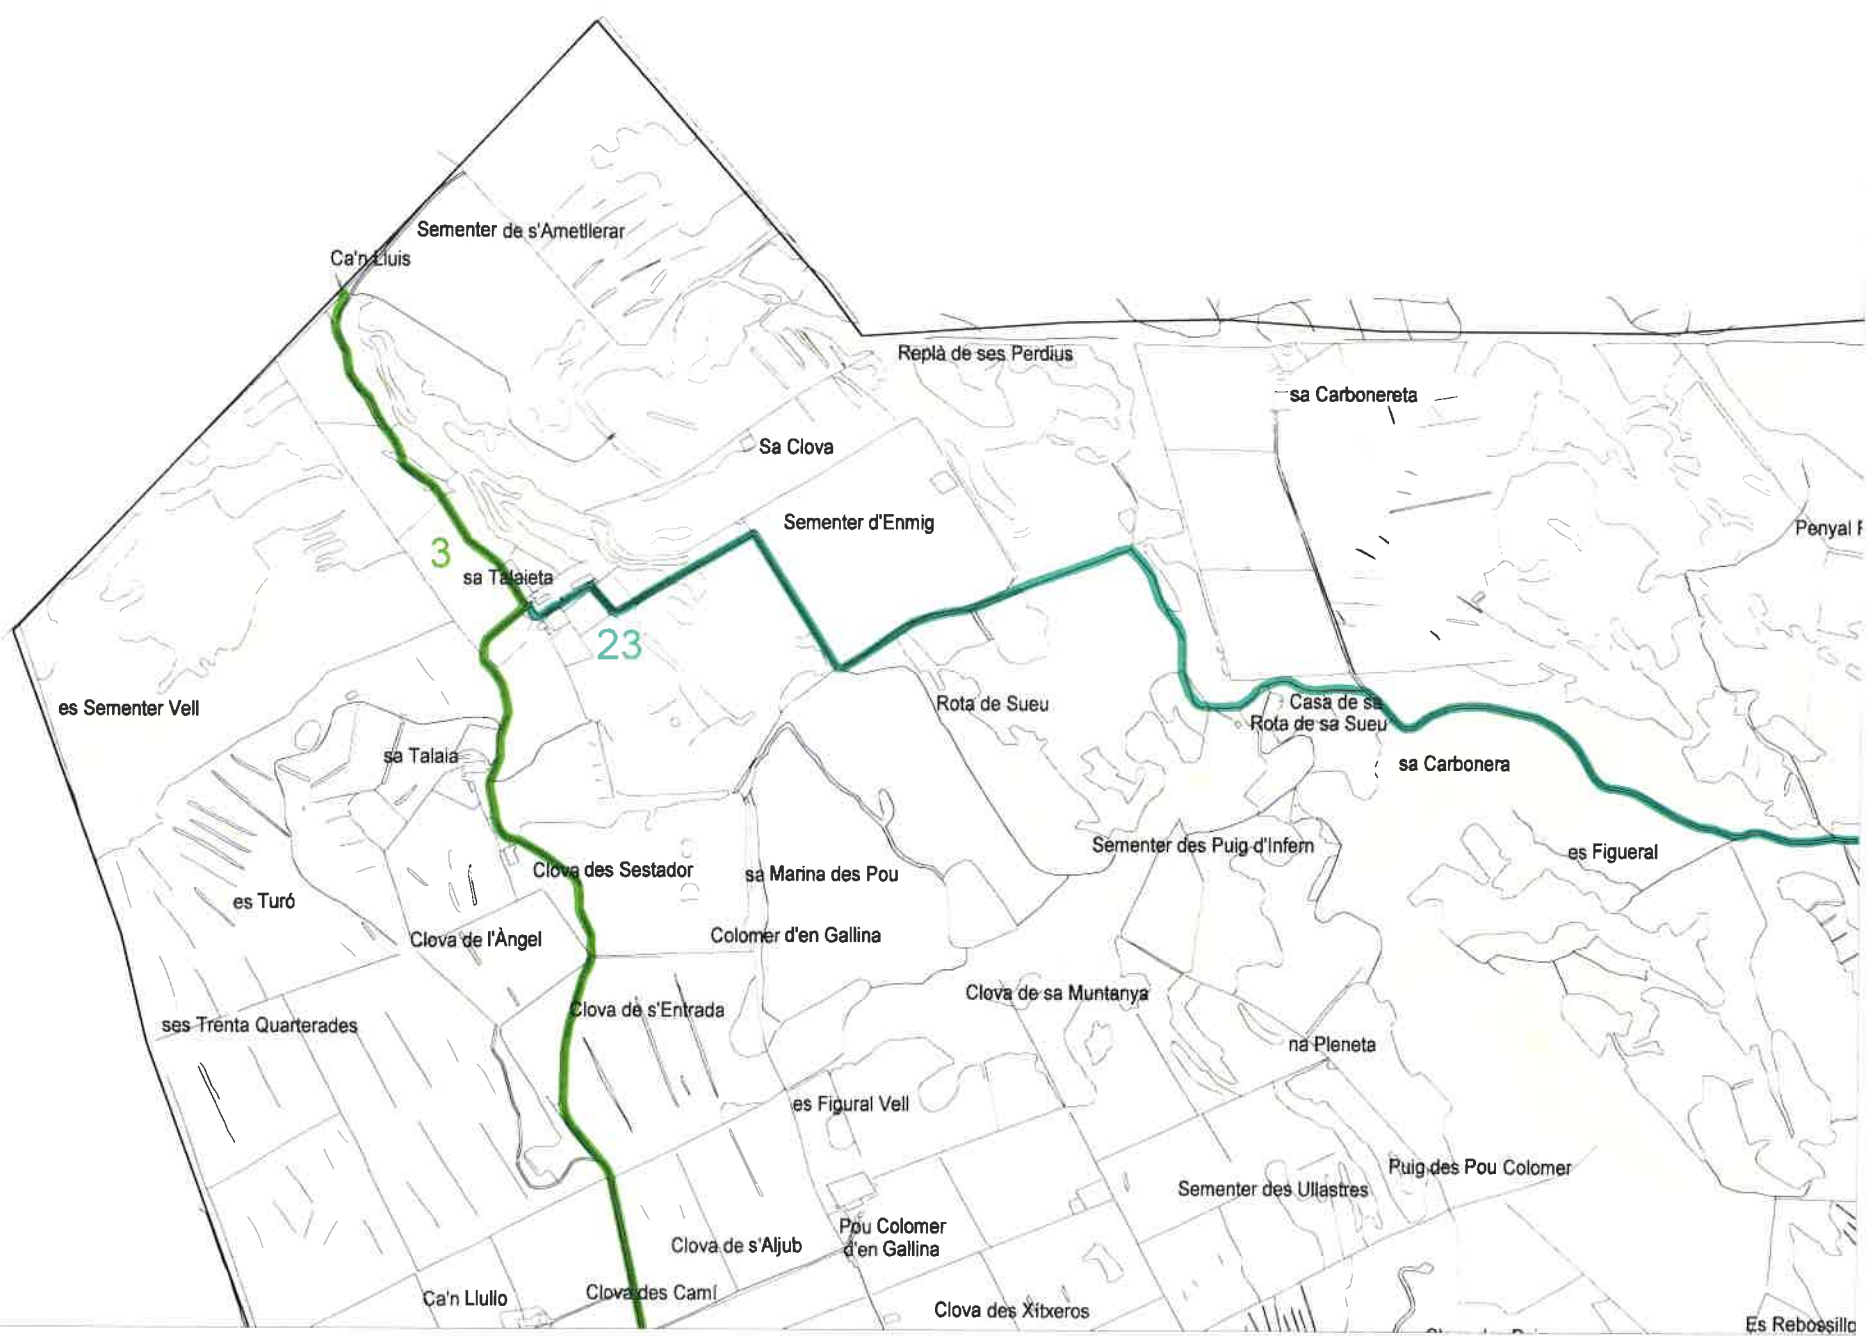 Sementer de s'Ametllerar
Ca'n Lluis
Replà de ses Perdius
sa Carbonereta
Sa Clova
Sementer d'Enmig
Penyal
3
sa Talaieta
23
es Sementer Vell
Rota de Sueu
Casa de sa
Rota de sa Sueu
sa Talaia
sa Carbonera
Sementer des Puig d'Infern
es Figueral
Clova des Sestador
sa Marina des Pou
es Turó
Clova de l'Àngel
Colomer d'en Gallina
Clova de sa Muntanya
Clova de s'Entrada
ses Trenta Quarterades
na Pleneta
es Figural Vell
Puig des Pou Colomer
Sementer des Ullastres
Pou Colomer
d'en Gallina
Clova de s'Aljub
Clova des Camí
Ca'n Llullo
Clova des Xítxeros
Es Rebossillo